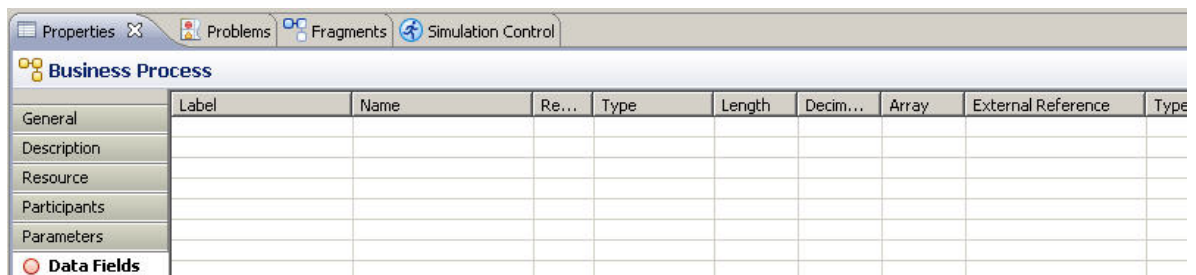 Properties Problems Fragments Simulation Control
Business Process
Label Name Re... Type Length Decim... Array External Reference Type
General
Description
Resource
Participants
Parameters
Data Fields